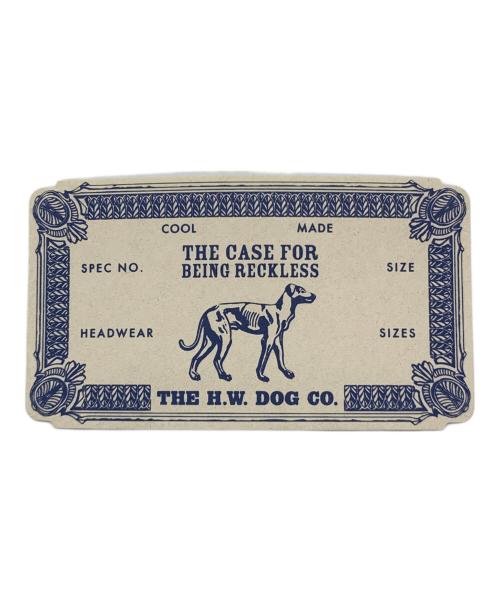 COOL MADE
THE CASE FOR
BEING RECKLESS
SPEC NO. SIZE
HEADWEAR SIZES
THE H.W. DOG CO.